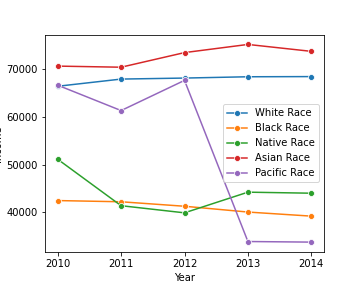 70000
60000
50000
40000
White Race
Black Race
Native Race
Asian Race
Pacific Race
2010 2011 2012 2013 2014
Year